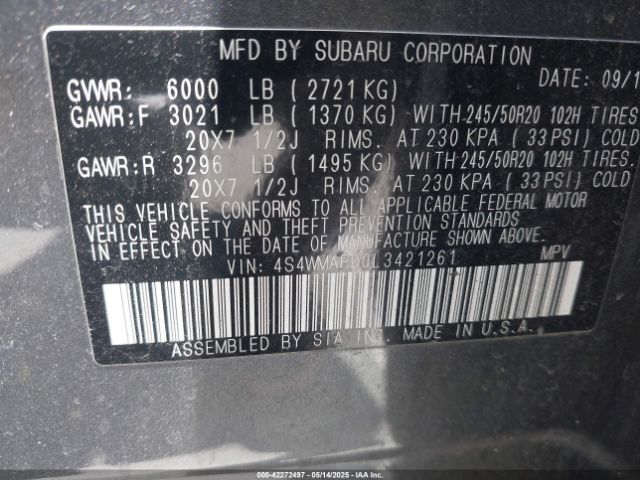 MFD BY SUBARU CORPORATION
DATE: 09/1
GVWR: 6000 LB ( 2721 KG)
GAWR:F 3021 LB ( 1370 KG) WITH 245/50R20 102H TIRES
20X7 1/2J RIMS. AT 230 KPA ( 33PSI) COLD
GAWR:R 3296 LB ( 1495 KG) WITH 245/50R20 102H TIRES.
20X7 1/2J RIMS. AT 230 KPA ( 33 PSI) COLD
THIS VEHICLE CONFORMS TO ALL APPLICABLE FEDERAL MOTOR
VEHICLE SAFETY AND THEFT PREVENTION STANDARDS
IN EFFECT ON THE DATE OF MANUFACTURE SHOWN ABOVE.
VIN: MPV
ASSEMBLED BY SIA-INC. MADE IN U.S.A.
000-42272497 - 05/14/2025 - IAA Inc.